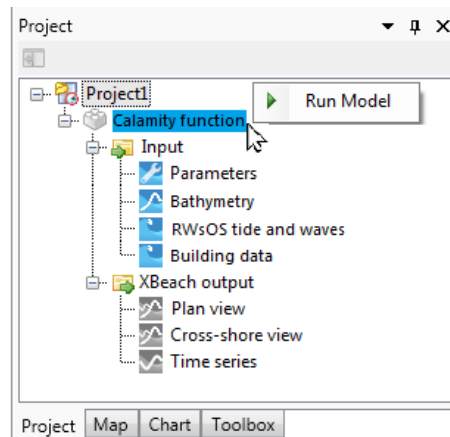 Project
Project1
Run Model
Calamity function
Input
Parameters
Bathymetry
RWsOS tide and waves
Building data
XBeach output
Plan view
Cross-shore view
Time series
Project Map Chart Toolbox